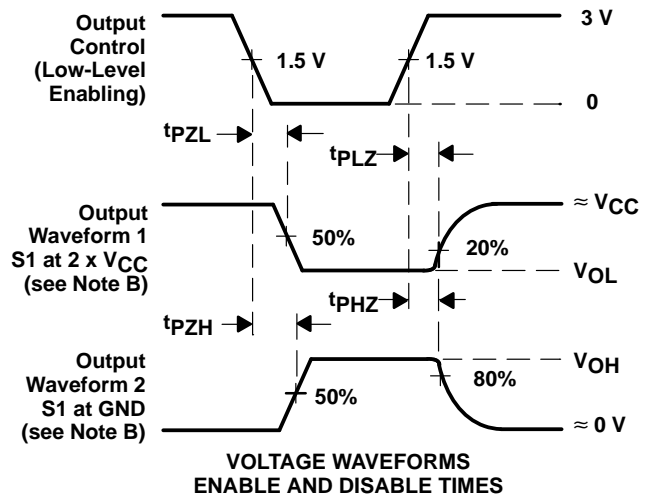 Output
Control
(Low-Level
Enabling)
3 V
1.5 V
1.5 V
0
tPZL
tPLZ
Output
Waveform 1
S1 at 2 x VCC
(see Note B)
≈ VCC
50%
20%
VOL
tPZH
tPHZ
Output
Waveform 2
S1 at GND
(see Note B)
VOH
50%
80%
≈ 0 V
VOLTAGE WAVEFORMS
ENABLE AND DISABLE TIMES